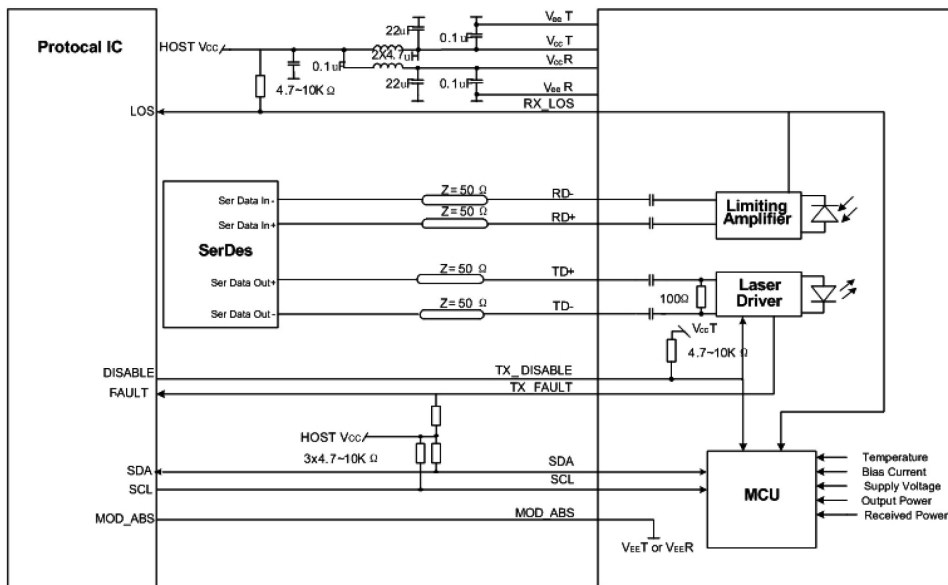 Protocal IC
HOST Vcc
22uF
0.1uF
VeeT
VccT
2X4.7uH
0.1uF
VccR
22uF
0.1uF
VeeR
4.7~10K Ω
LOS
RX_LOS
Z= 50 Ω
Ser Data In-
RD-
Z= 50 Ω
Ser Data In+
RD+
Limiting
Amplifier
SerDes
Z= 50 Ω
Ser Data Out+
TD+
Z= 50 Ω
Ser Data Out-
TD-
100Ω
Laser
Driver
VccT
4.7~10K Ω
DISABLE
TX_DISABLE
FAULT
TX_FAULT
HOST Vcc
3x4.7~10K Ω
SDA
SDA
SCL
SCL
MCU
Temperature
Bias Current
Supply Voltage
Output Power
Received Power
MOD_ABS
MOD_ABS
VEET or VEER